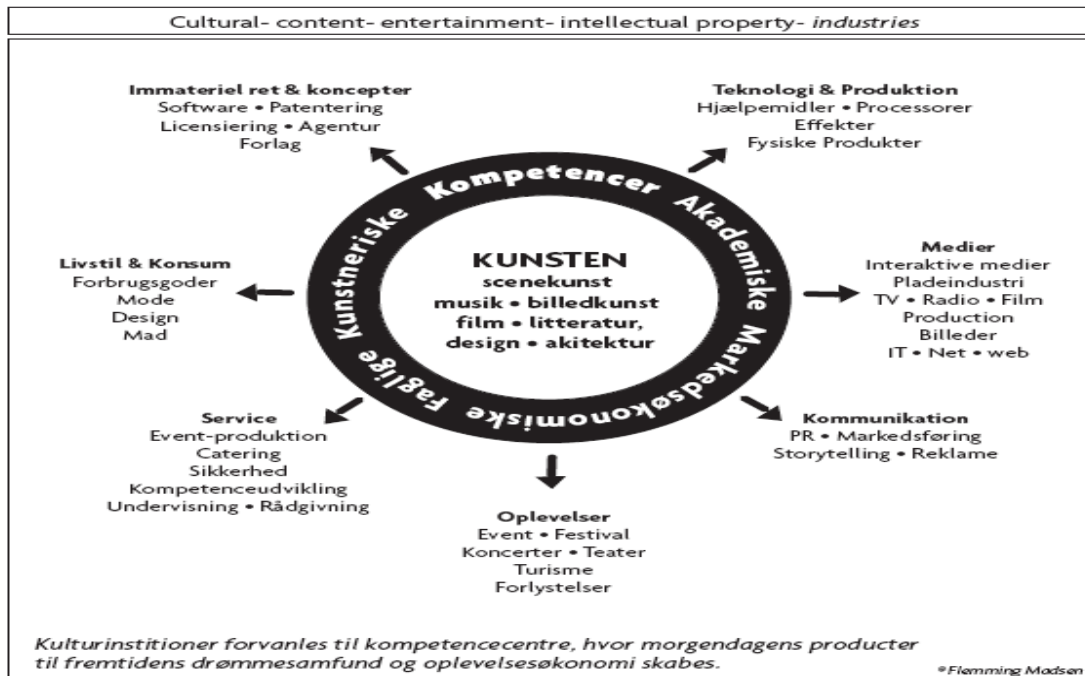 Cultural- content- entertainment- intellectual property- industries
Immateriel ret & koncepter
Software • Patentering
Licensiering • Agentur
Forlag
Teknologi & Produktion
Hjælpemidler • Processorer
Effekter
Fysiske Produkter
Kunstneriske Kompetencer Akademiske Markedsøkonomiske Faglige
KUNSTEN
scenekunst
musik • billedkunst
film • litteratur,
design • akitektur
Livstil & Konsum
Forbrugsgoder
Mode
Design
Mad
Medier
Interaktive medier
Pladeindustri
TV • Radio • Film
Production
Billeder
IT • Net • web
Service
Event-produktion
Catering
Sikkerhed
Kompetenceudvikling
Undervisning • Rådgivning
Kommunikation
PR • Markedsføring
Storytelling • Reklame
Oplevelser
Event • Festival
Koncerter • Teater
Turisme
Forlystelser
Kulturinstitioner forvanles til kompetencecentre, hvor morgendagens producter
til fremtidens drømmesamfund og oplevelsesøkonomi skabes.
©Flemming Madsen